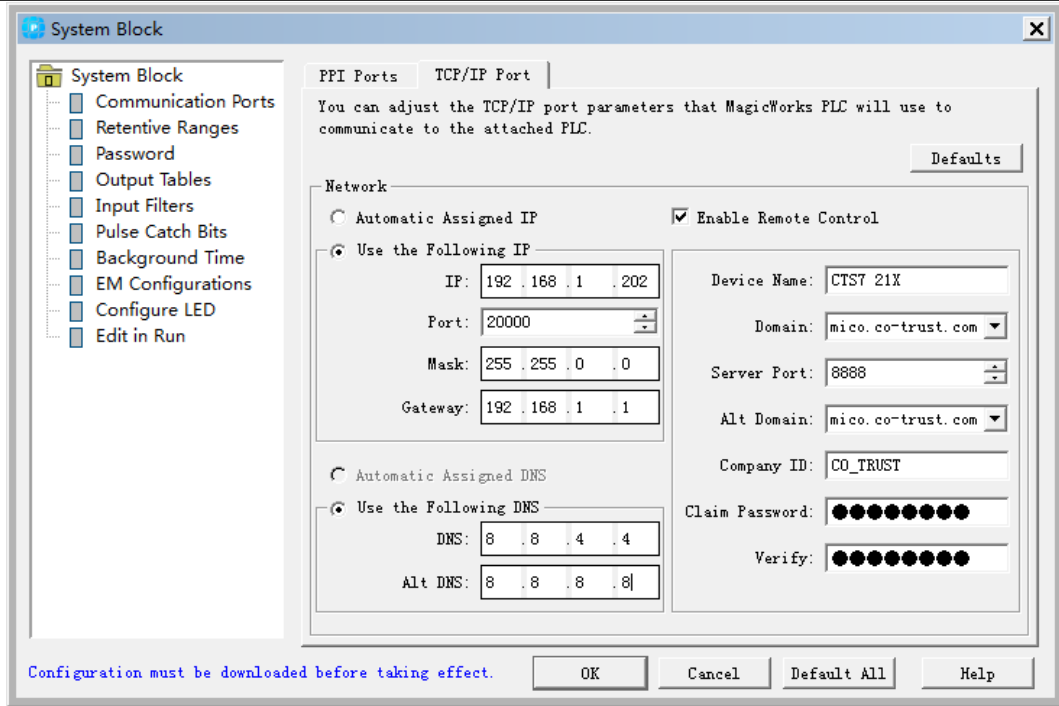 System Block
System Block
Communication Ports
Retentive Ranges
Password
Output Tables
Input Filters
Pulse Catch Bits
Background Time
EM Configurations
Configure LED
Edit in Run
PPI Ports TCP/IP Port
You can adjust the TCP/IP port parameters that MagicWorks PLC will use to
communicate to the attached PLC.
Defaults
Network
Automatic Assigned IP
Use the Following IP
IP: 192 .168 .1 .202
Port: 20000
Mask: 255 .255 .0 .0
Gateway: 192 .168 .1 .1
Automatic Assigned DNS
Use the Following DNS
DNS: 8 .8 .4 .4
Alt DNS: 8 .8 .8 .8
Enable Remote Control
Device Name: CTS7 21X
Domain: mico.co-trust.com
Server Port: 8888
Alt Domain: mico.co-trust.com
Company ID: CO_TRUST
Claim Password: ●●●●●●●●
Verify: ●●●●●●●●
Configuration must be downloaded before taking effect.
OK Cancel Default All Help